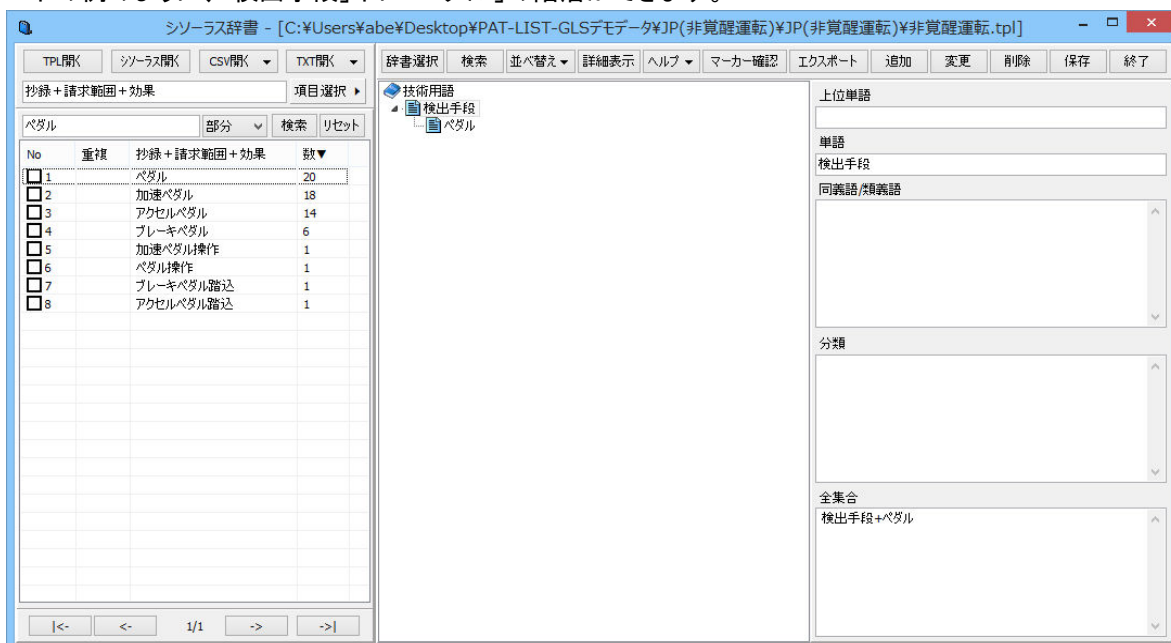 シソーラス辞書 - [C:¥Users¥abe¥Desktop¥PAT-LIST-GLSデモデータ¥JP(非覚醒運転)¥JP(非覚醒運転)¥非覚醒運転.tpl]
TPL開く シソーラス開く CSV開く TXT開く 辞書選択 検索 並べ替え 詳細表示 ヘルプ マーカー確認 エクスポート 追加 変更 削除 保存 終了
抄録+請求範囲+効果 項目選択
ペダル 部分 検索 リセット
No 重複 抄録+請求範囲+効果 数▼
1 ペダル 20
2 加速ペダル 18
3 アクセルペダル 14
4 ブレーキペダル 6
5 加速ペダル操作 1
6 ペダル操作 1
7 ブレーキペダル踏込 1
8 アクセルペダル踏込 1
|<- <- 1/1 -> ->|
技術用語
検出手段
ペダル
上位単語
単語
検出手段
同義語/類義語
分類
全集合
検出手段+ペダル